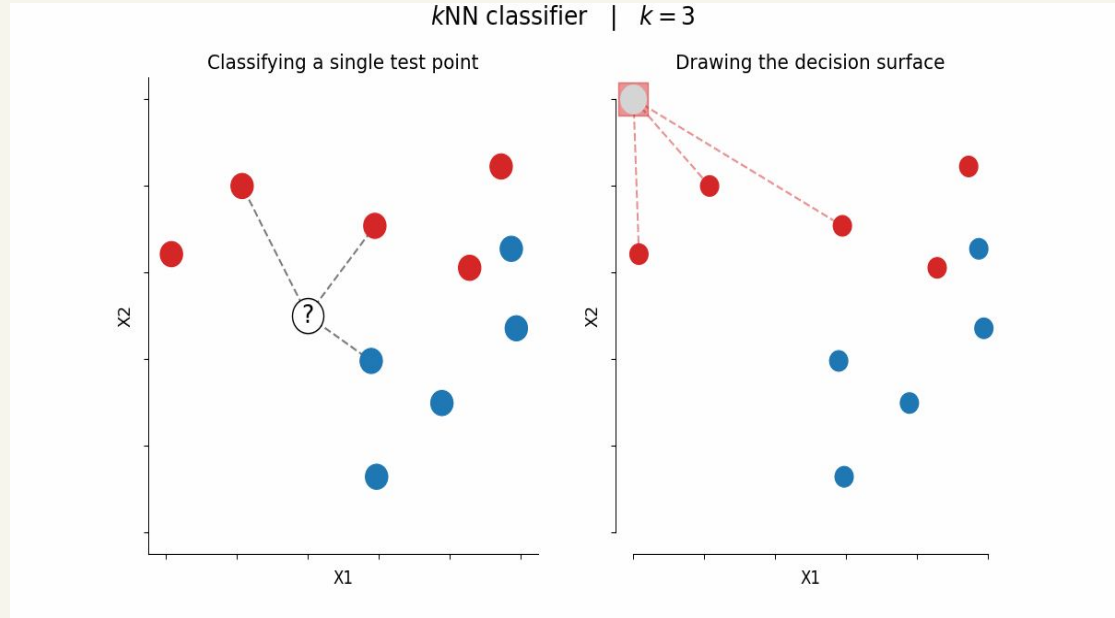 kNN classifier | k = 3
Classifying a single test point
Drawing the decision surface
X2
?
X1
X2
X1